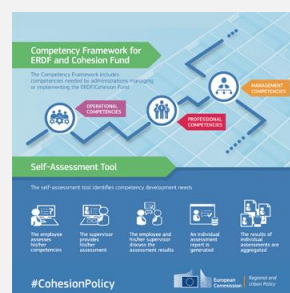 Competency Framework for
ERDF and Cohesion Fund
The Competency Framework includes
competencies needed by administrations managing
or implementing the ERDF/Cohesion Fund
MANAGEMENT
COMPETENCIES
OPERATIONAL
COMPETENCIES
PROFESSIONAL
COMPETENCIES
Self-Assessment Tool
The self-assessment tool identifies competency development needs
The employee
assesses
his/her
competencies
The supervisor
provides
his/her
assessment
The employee and
his/her supervisor
discuss the
assessment results
An individual
assessment
report is
generated
The results of
individual
assessments are
aggregated
#CohesionPolicy
European
Commission
Regional and
Urban Policy